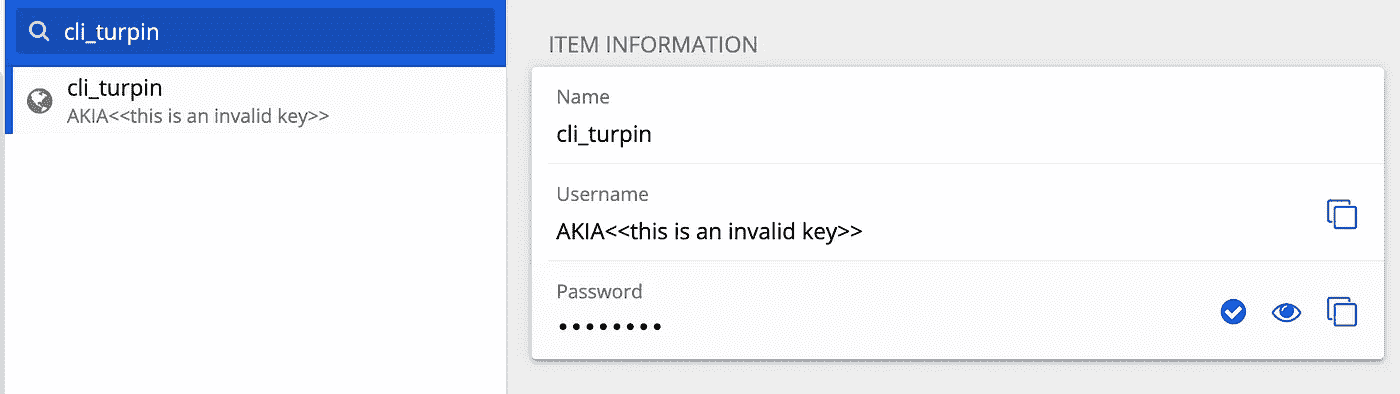 cli_turpin
cli_turpin
AKIA<<this is an invalid key>>
ITEM INFORMATION
Name
cli_turpin
Username
AKIA<<this is an invalid key>>
Password
••••••••